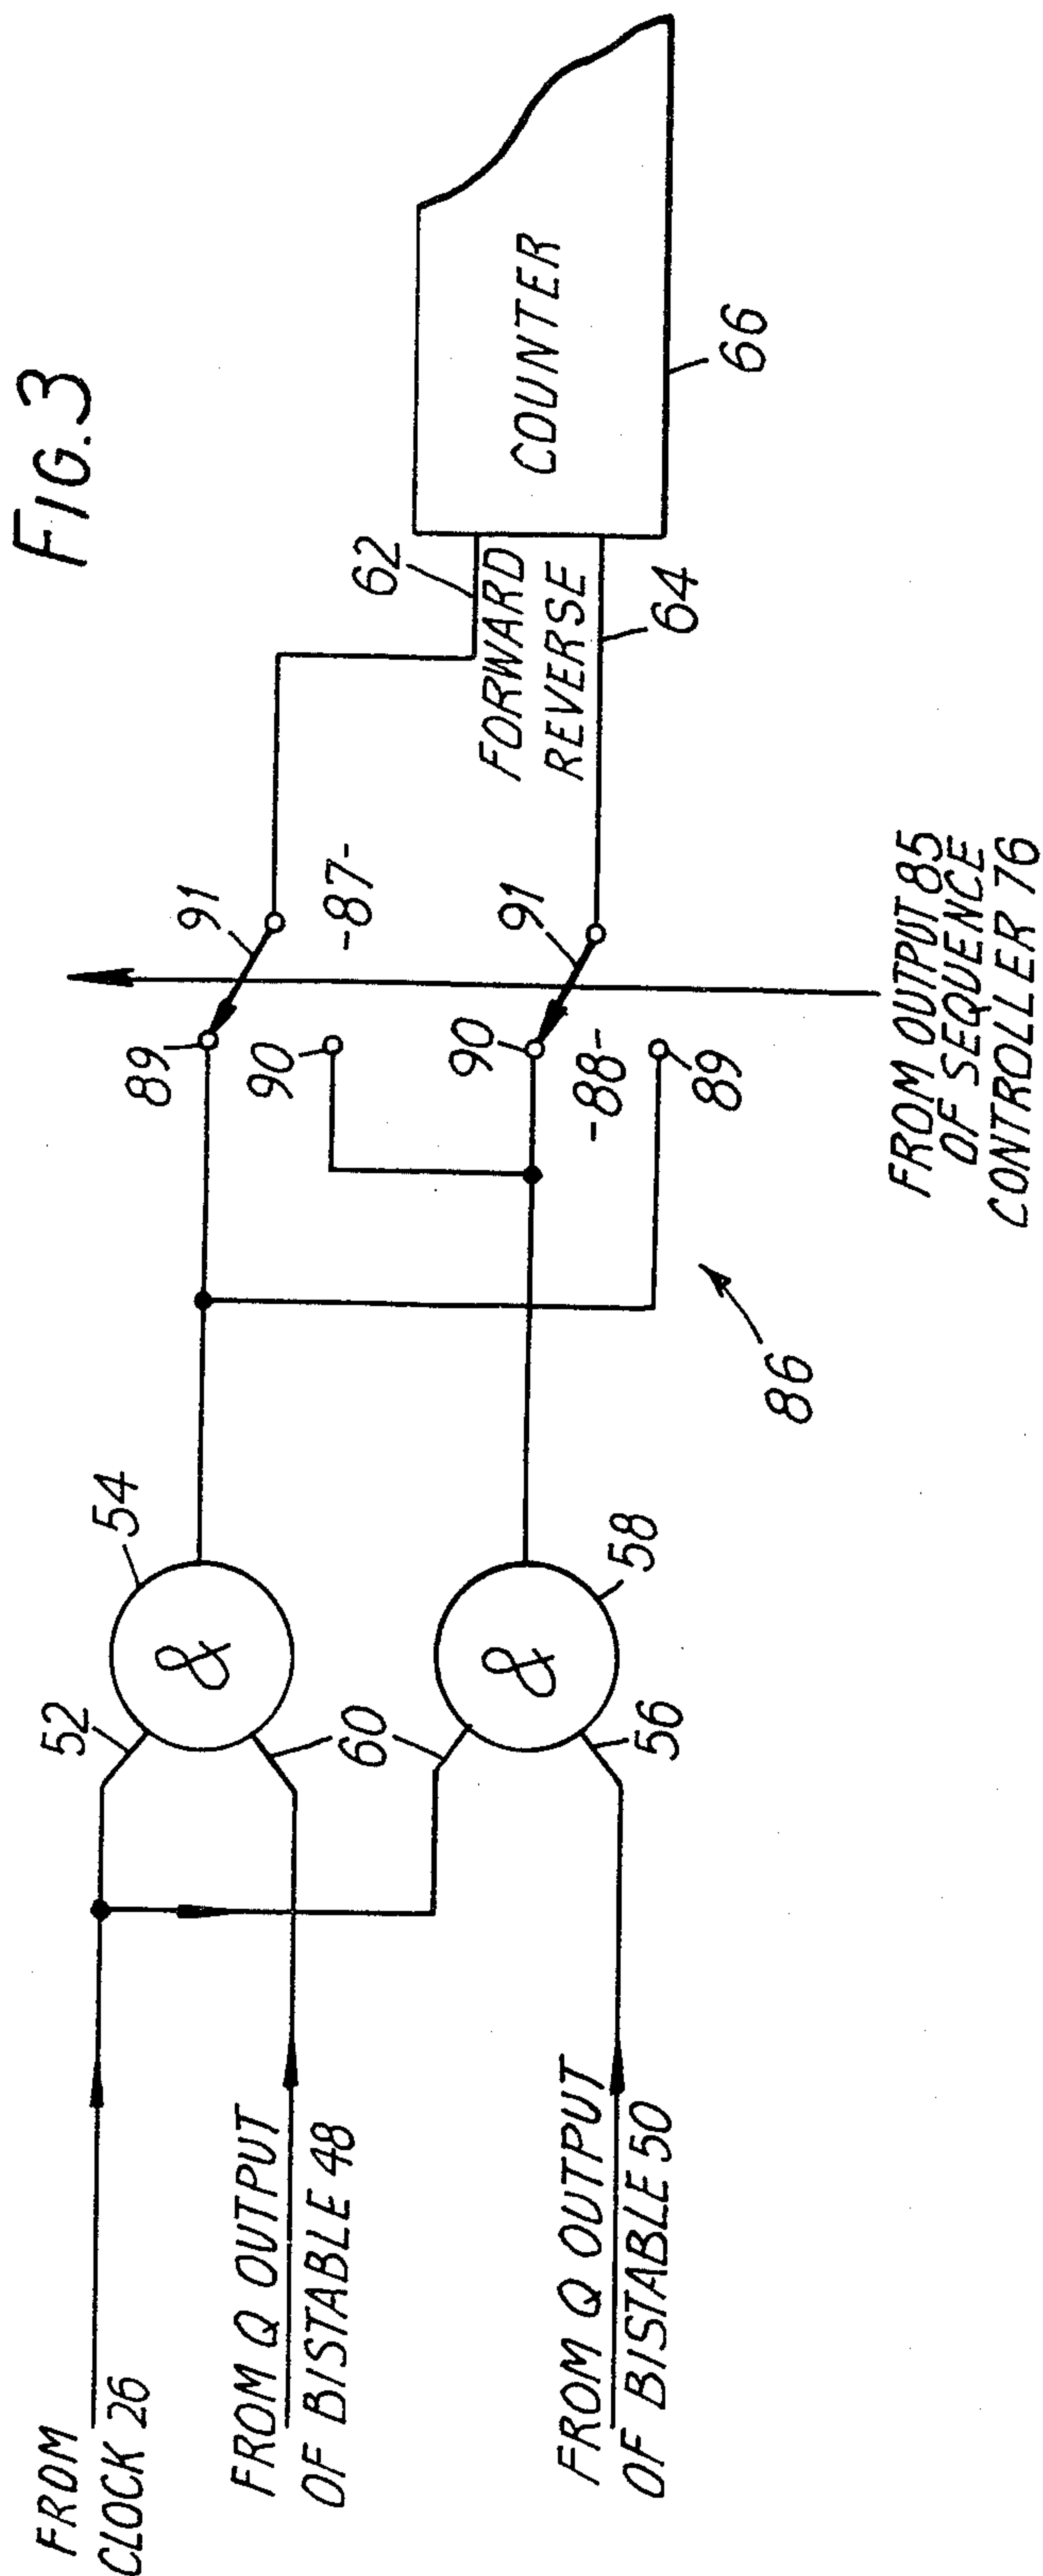 FIG. 3
FROM
CLOCK 26
FROM Q OUTPUT
OF BISTABLE 48
FROM Q OUTPUT
OF BISTABLE 50
52
54
&
60
&
58
56
86
89
91
90
-87-
90
91
-88-
89
62
FORWARD
REVERSE
64
COUNTER
66
FROM OUTPUT 85
OF SEQUENCE
CONTROLLER 76